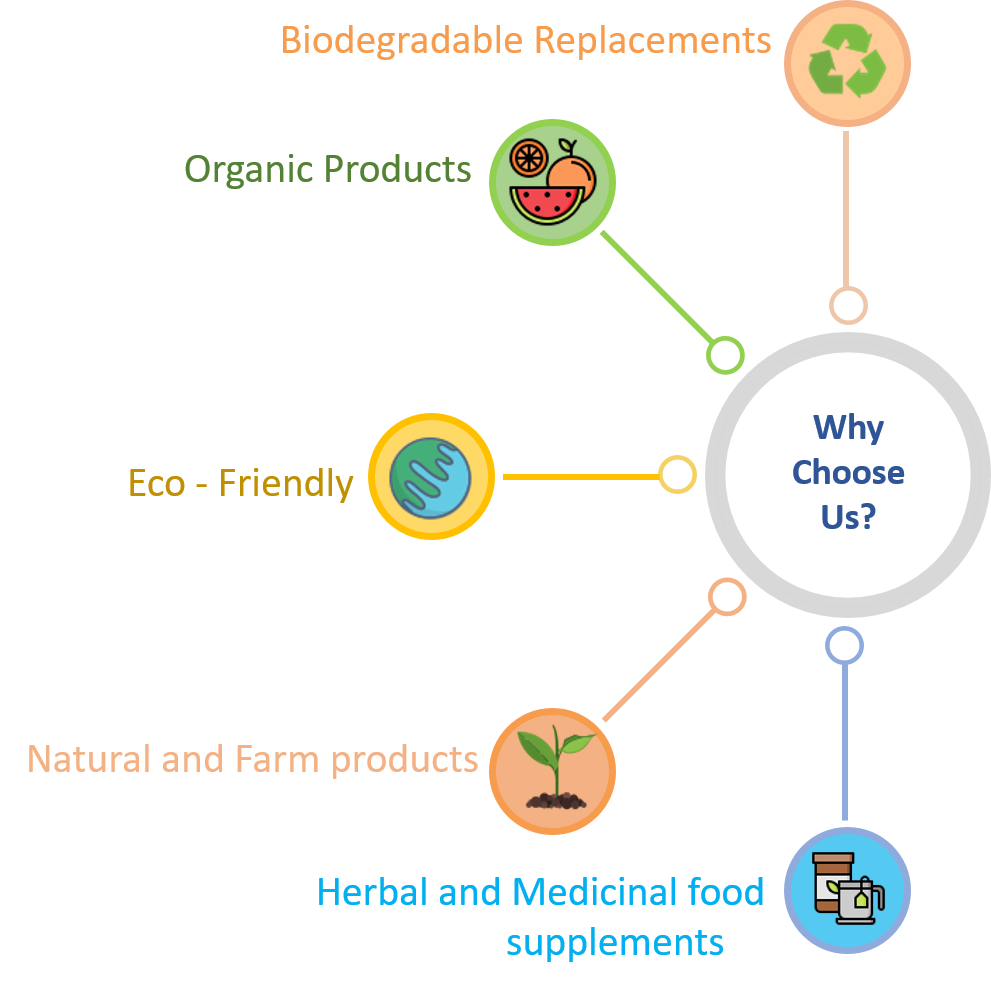 Biodegradable Replacements
Organic Products
Eco - Friendly
Why
Choose
Us?
Natural and Farm products
Herbal and Medicinal food
supplements